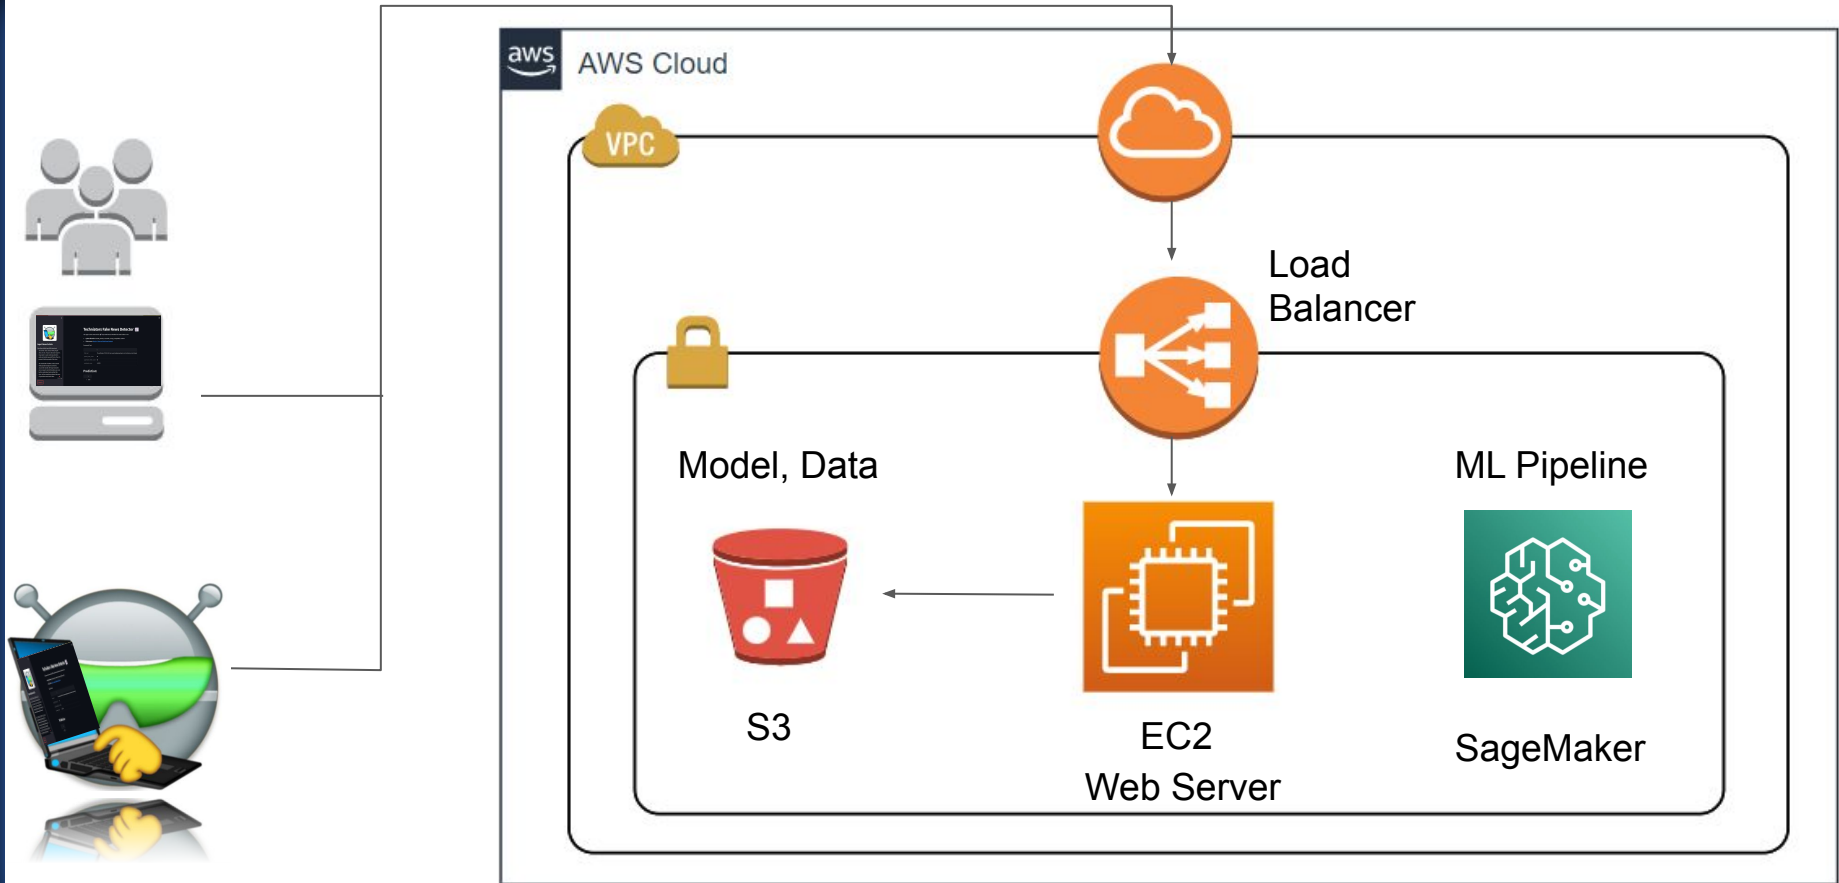 aws
AWS Cloud
VPC
Load
Balancer
Model, Data
ML Pipeline
S3
EC2
Web Server
SageMaker